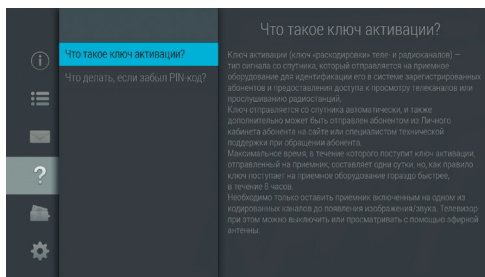 Что такое ключ активации?
Что такое ключ активации?
Что делать, если забыл PIN-код?
Ключ активации (ключ «раскодировки» теле- и радиоканалов) —
тип сигнала со спутника, который отправляется на приемное
оборудование для идентификации его в системе зарегистрированных
абонентов и предоставления доступа к просмотру телеканалов или
прослушиванию радиостанций.
Ключ отправляется со спутника автоматически, и также
дополнительно может быть отправлен абонентом из Личного
кабинета абонента на сайте или специалистом технической
поддержки при обращения абонента.
Максимальное время, в течение которого поступит ключ активации,
отправленный на приемник, составляет одни сутки, но, как правило
ключ поступает на приемное оборудование гораздо быстрее,
в течение 8 часов.
Необходимо только оставить приемник включенным на одном из
кодированных каналов до появления изображения/звука. Телевизор
при этом можно выключить или просматривать с помощью эфирной
антенны.